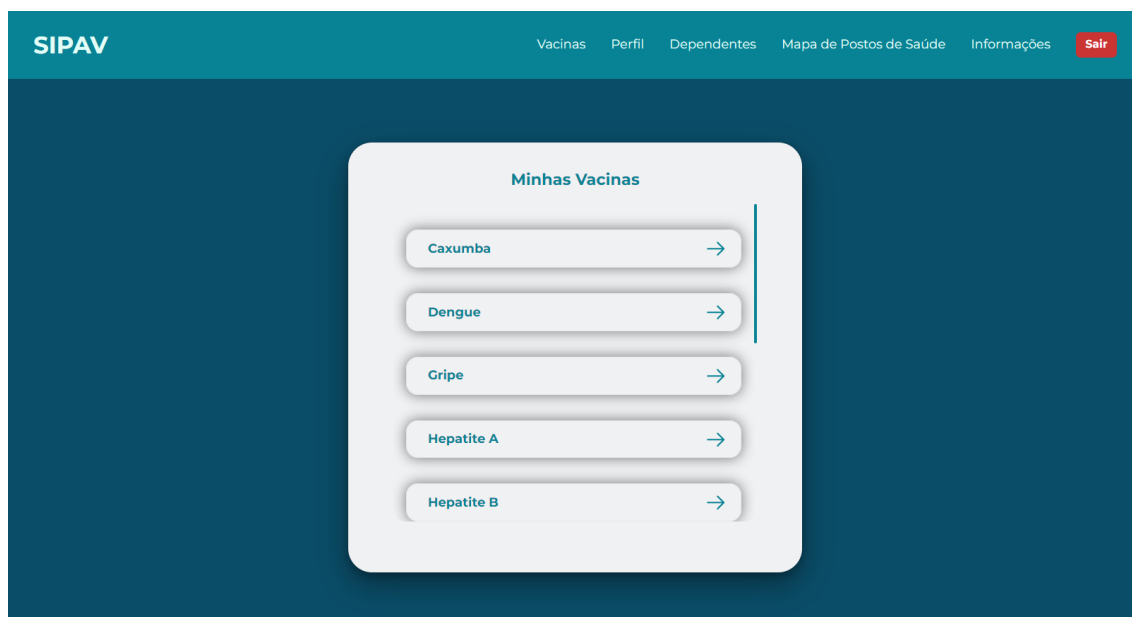 SIPAV
Vacinas Perfil Dependentes Mapa de Postos de Saúde Informações Sair
Minhas Vacinas
Caxumba
Dengue
Gripe
Hepatite A
Hepatite B